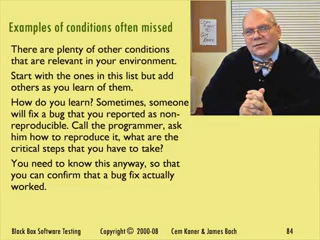 Examples of conditions often missed
There are plenty of other conditions
that are relevant in your environment.
Start with the ones in this list but add
others as you learn of them.
How do you learn? Sometimes, someone
will fix a bug that you reported as non-
reproducible. Call the programmer, ask
him how to reproduce it, what are the
critical steps that you have to take?
You need to know this anyway, so that
you can confirm that a bug fix actually
worked.
Black Box Software Testing Copyright © 2000-08 Cem Kaner & James Bach 84